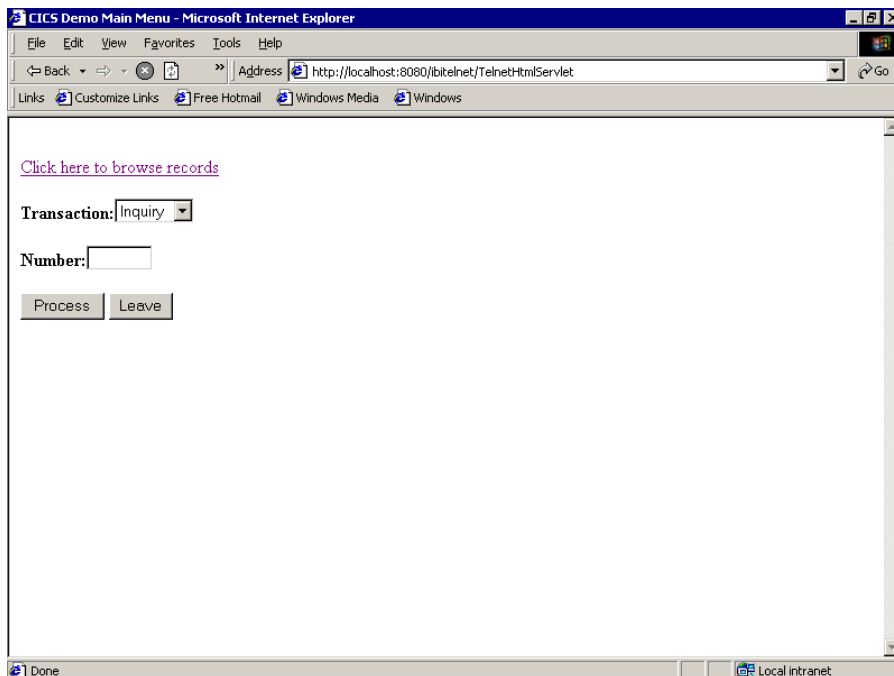 CICS Demo Main Menu - Microsoft Internet Explorer
File Edit View Favorites Tools Help
Back » Address http://localhost:8080/ibitelnet/TelnetHtmlServlet Go
Links Customize Links Free Hotmail Windows Media Windows
Click here to browse records
Transaction: Inquiry
Number:
Process Leave
Done Local intranet